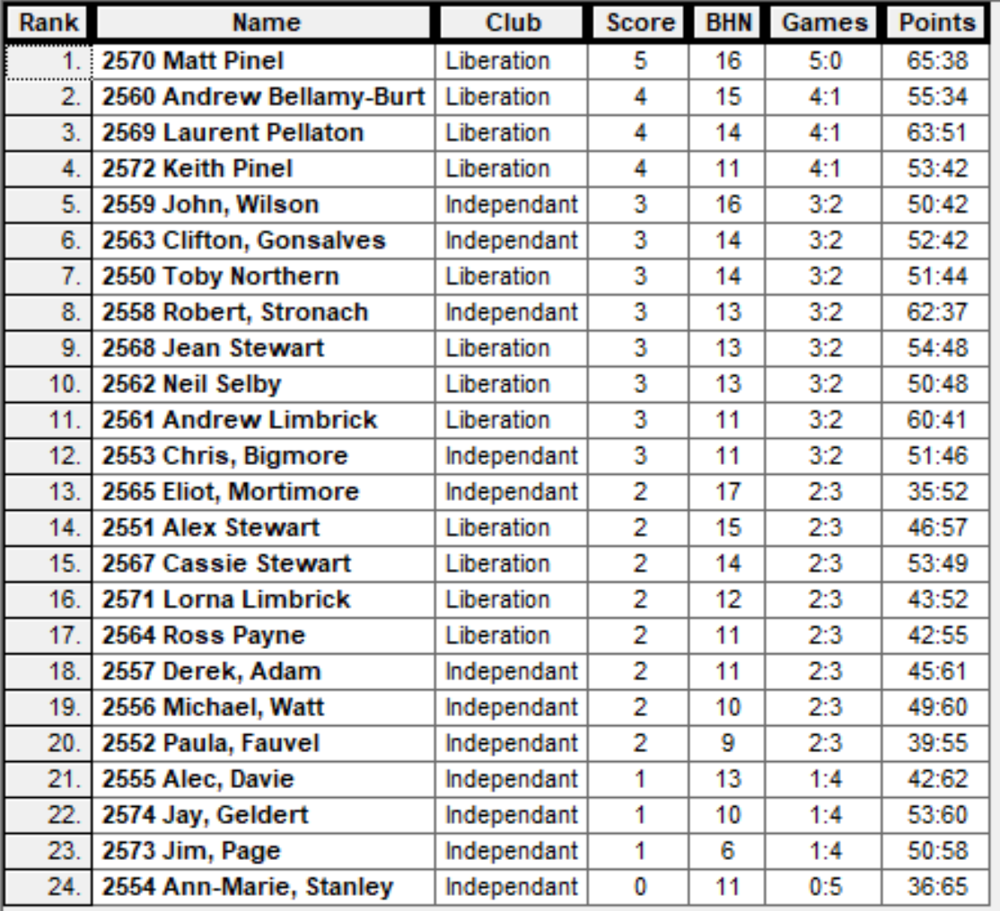 Rank Name Club Score BHN Games Points
1. 2570 Matt Pinel Liberation 5 16 5:0 65:38
2. 2560 Andrew Bellamy-Burt Liberation 4 15 4:1 55:34
3. 2569 Laurent Pellaton Liberation 4 14 4:1 63:51
4. 2572 Keith Pinel Liberation 4 11 4:1 53:42
5. 2559 John, Wilson Independant 3 16 3:2 50:42
6. 2563 Clifton, Gonsalves Independant 3 14 3:2 52:42
7. 2550 Toby Northern Liberation 3 14 3:2 51:44
8. 2558 Robert, Stronach Independant 3 13 3:2 62:37
9. 2568 Jean Stewart Liberation 3 13 3:2 54:48
10. 2562 Neil Selby Liberation 3 13 3:2 50:48
11. 2561 Andrew Limbrick Liberation 3 11 3:2 60:41
12. 2553 Chris, Bigmore Independant 3 11 3:2 51:46
13. 2565 Eliot, Mortimore Independant 2 17 2:3 35:52
14. 2551 Alex Stewart Liberation 2 15 2:3 46:57
15. 2567 Cassie Stewart Liberation 2 14 2:3 53:49
16. 2571 Lorna Limbrick Liberation 2 12 2:3 43:52
17. 2564 Ross Payne Liberation 2 11 2:3 42:55
18. 2557 Derek, Adam Independant 2 11 2:3 45:61
19. 2556 Michael, Watt Independant 2 10 2:3 49:60
20. 2552 Paula, Fauvel Independant 2 9 2:3 39:55
21. 2555 Alec, Davie Independant 1 13 1:4 42:62
22. 2574 Jay, Geldert Independant 1 10 1:4 53:60
23. 2573 Jim, Page Independant 1 6 1:4 50:58
24. 2554 Ann-Marie, Stanley Independant 0 11 0:5 36:65